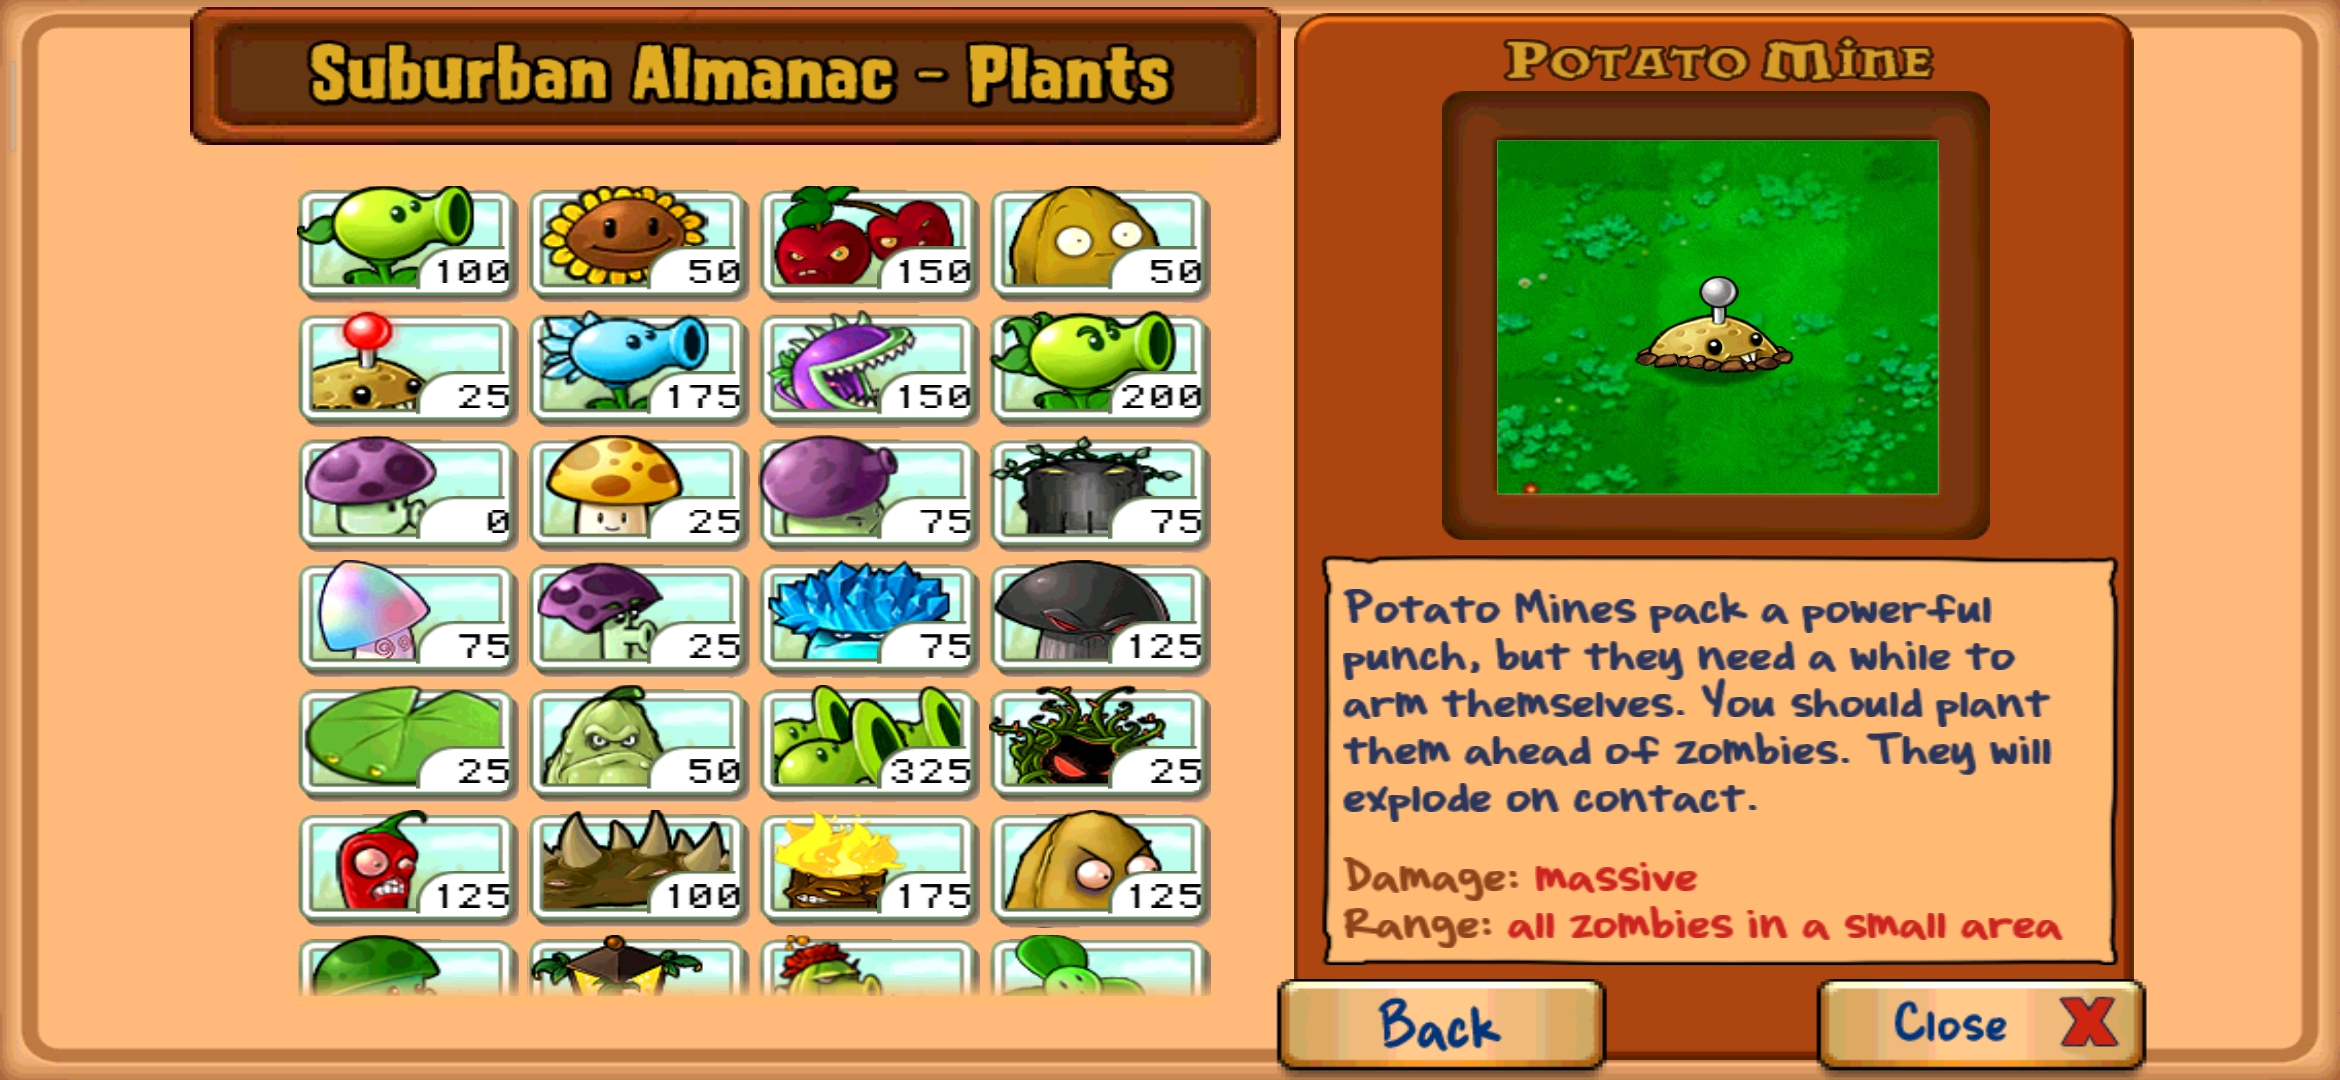 Suburban Almanac - Plants
100 50 150 50
25 175 150 200
0 25 75 75
75 25 75 125
25 50 325 25
125 100 175 125
Potato Mine
Potato Mines pack a powerful
punch, but they need a while to
arm themselves. You should plant
them ahead of zombies. They will
explode on contact.
Damage: massive
Range: all zombies in a small area
Back
Close X